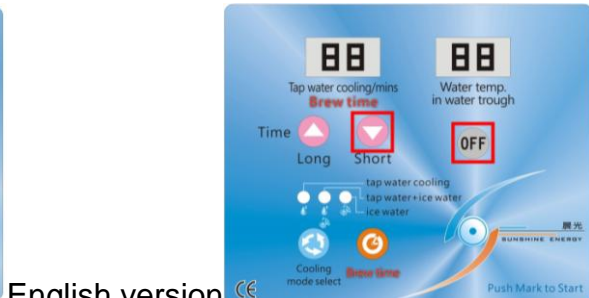 88 88
Tap water cooling/mins
Brew time
Water temp.
in water trough
Time
Long Short
OFF
tap water cooling
tap water+ice water
ice water
Cooling
mode select
Brew time
晨光
SUNSHINE ENERGY
Push Mark to Start
English version CE